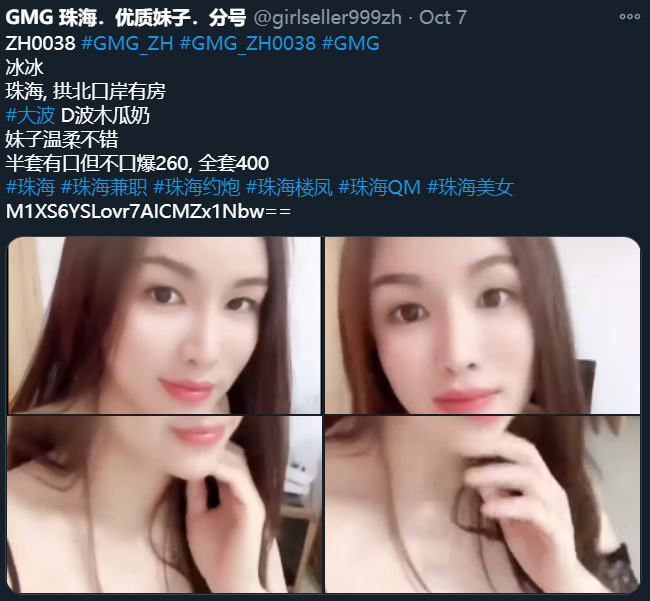 GMG 珠海．优质妹子．分号 @girlseller999zh · Oct 7
ZH0038 #GMG_ZH #GMG_ZH0038 #GMG
冰冰
珠海, 拱北口岸有房
#大波 D波木瓜奶
妹子温柔不错
半套有口但不口爆260, 全套400
#珠海 #珠海兼职 #珠海约炮 #珠海楼凤 #珠海QM #珠海美女
M1XS6YSLovr7AICMZx1Nbw==